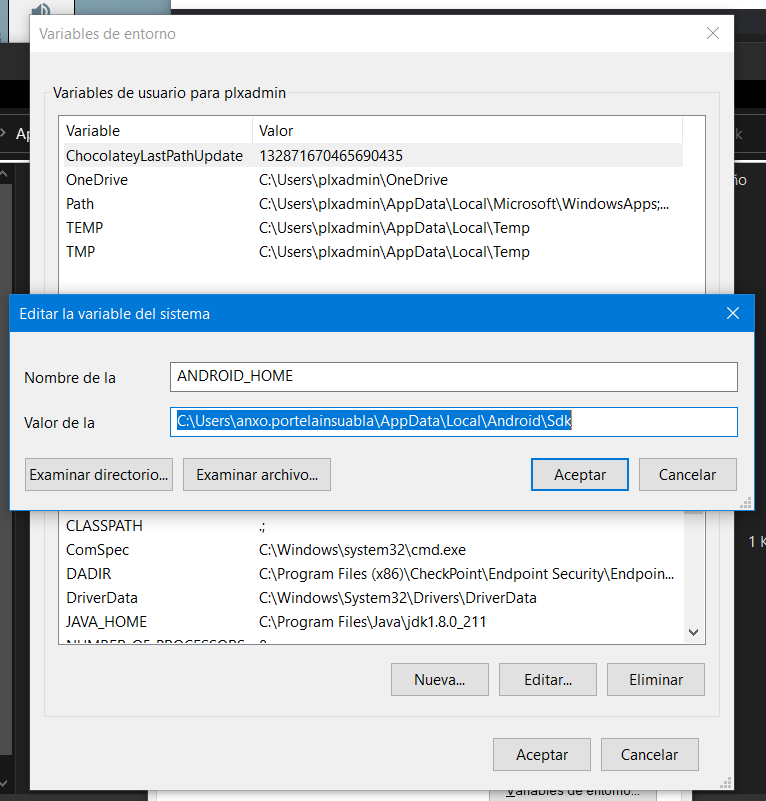 Variables de entorno
Variables de usuario para plxadmin
Variable Valor
ChocolateyLastPathUpdate 132871670465690435
OneDrive C:\Users\plxadmin\OneDrive
Path C:\Users\plxadmin\AppData\Local\Microsoft\WindowsApps;...
TEMP C:\Users\plxadmin\AppData\Local\Temp
TMP C:\Users\plxadmin\AppData\Local\Temp
Editar la variable del sistema
Nombre de la ANDROID_HOME
Valor de la C:\Users\anxo.portelainsuabla\AppData\Local\Android\Sdk
Examinar directorio... Examinar archivo... Aceptar Cancelar
CLASSPATH .;
ComSpec C:\Windows\system32\cmd.exe
DADIR C:\Program Files (x86)\CheckPoint\Endpoint Security\Endpoin...
DriverData C:\Windows\System32\Drivers\DriverData
JAVA_HOME C:\Program Files\Java\jdk1.8.0_211
NUMBER_OF_PROCESSORS
Nueva... Editar... Eliminar
Aceptar Cancelar
Variables de entorno...